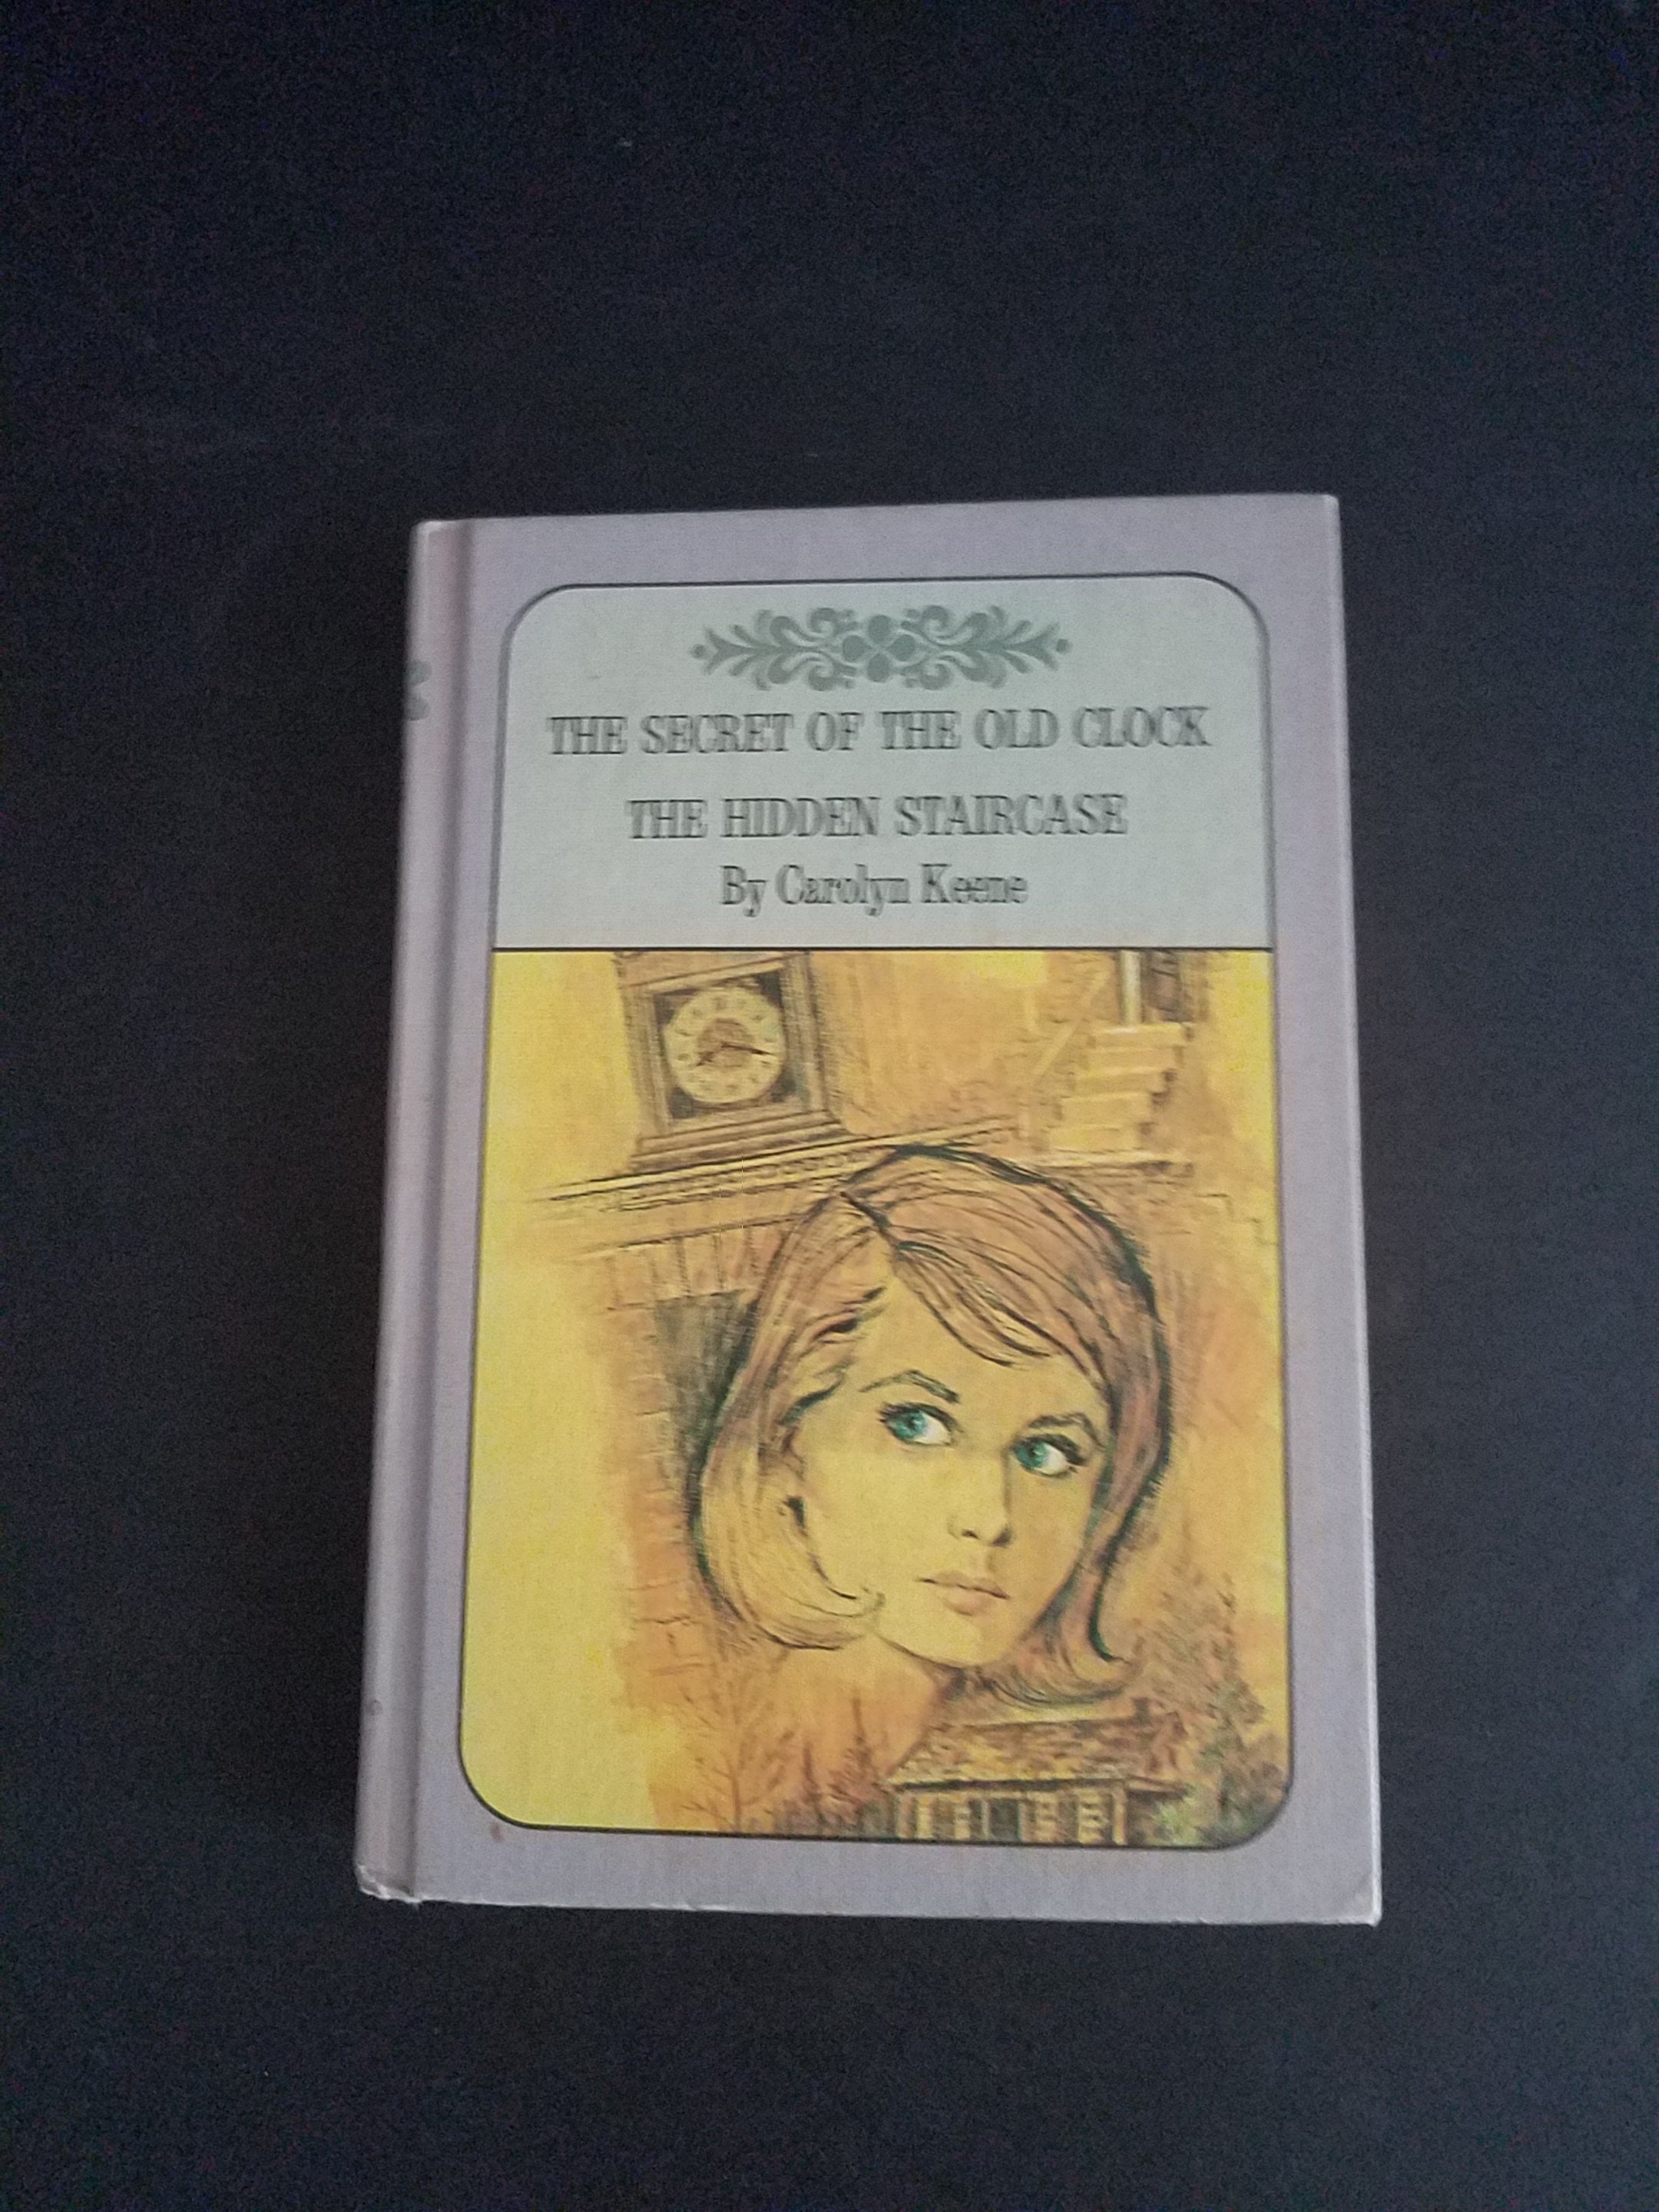 THE SECRET OF THE OLD CLOCK
THE HIDDEN STAIRCASE
By Carolyn Keene